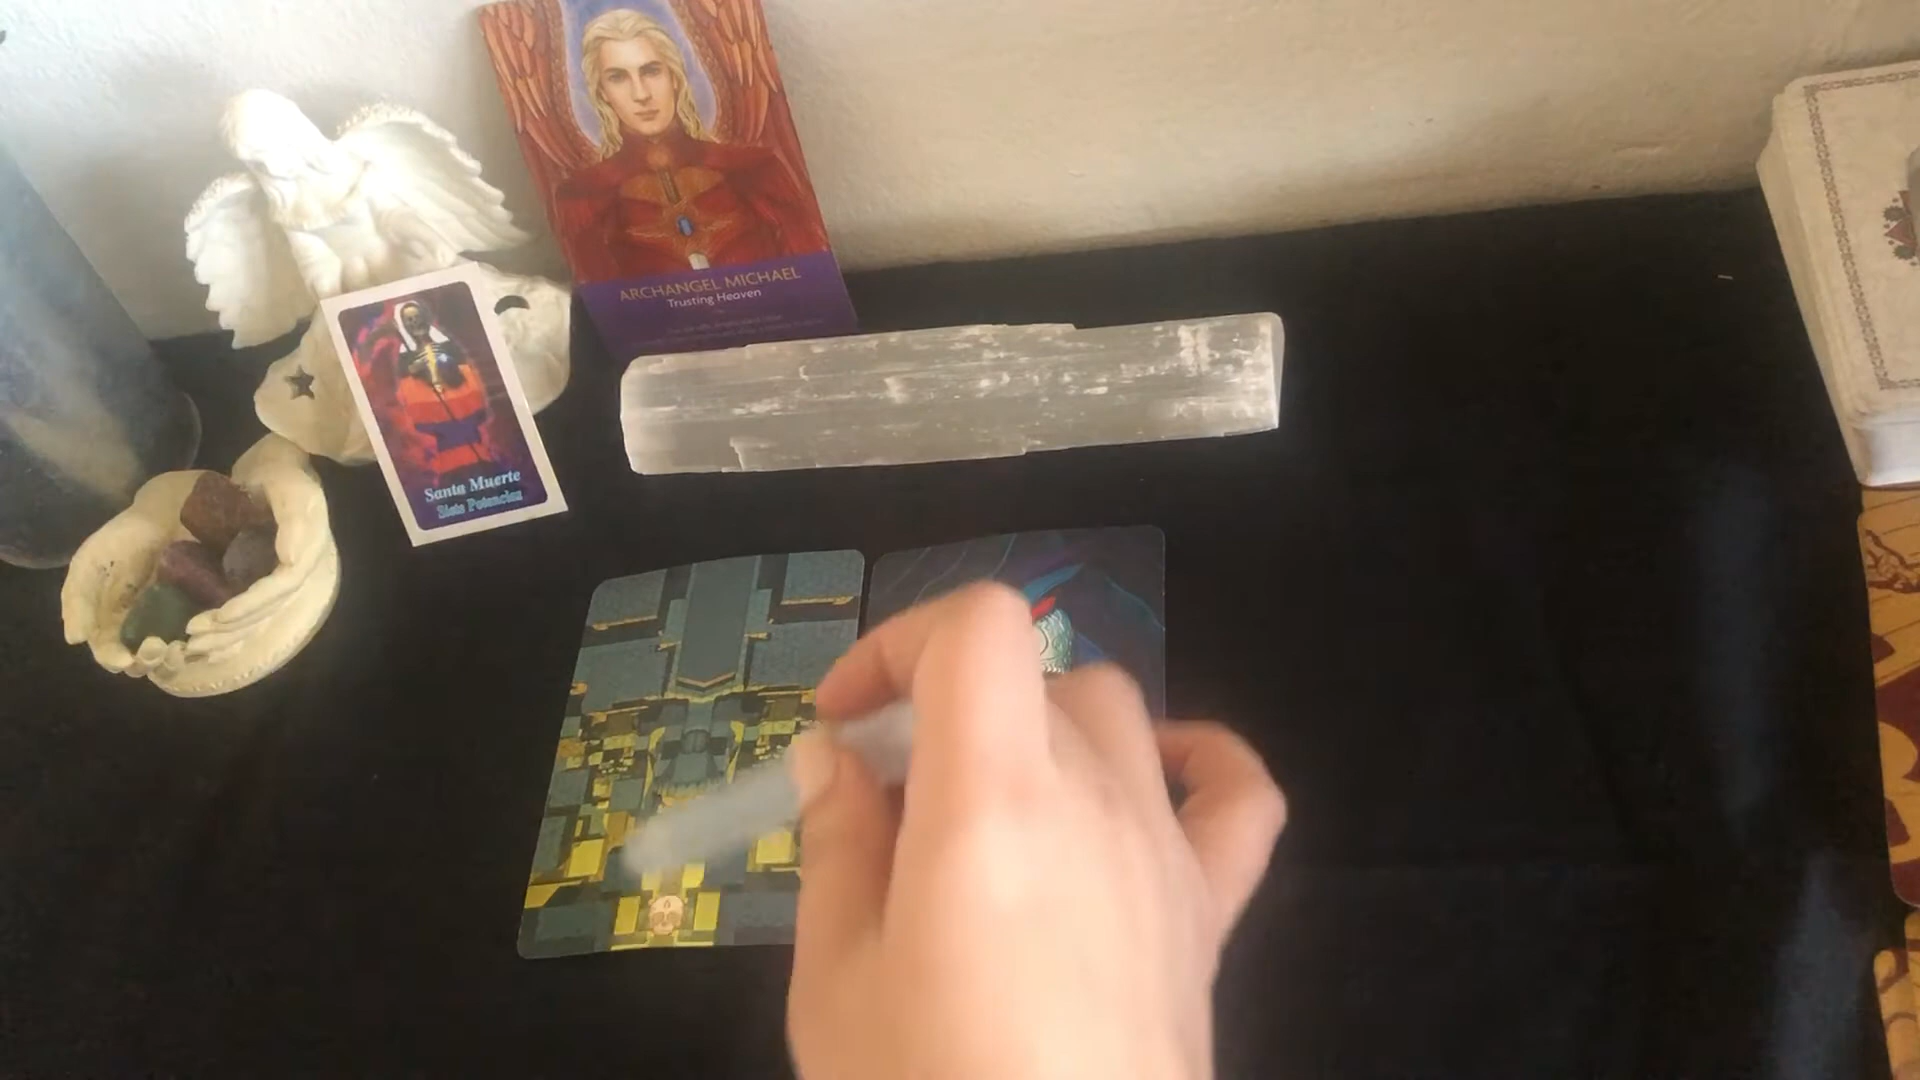 ARCHANGEL MICHAEL
Trusting Heaven
Santa Muerte
Siete Potencias